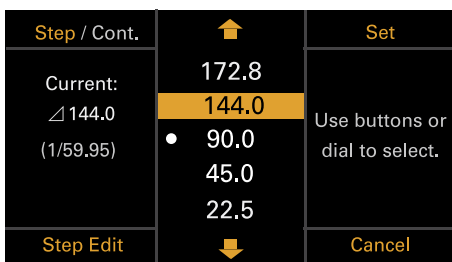 Step / Cont.
Set
Current:
⊿144.0
(1/59.95)
172.8
144.0
● 90.0
45.0
22.5
Use buttons or
dial to select.
Step Edit
Cancel